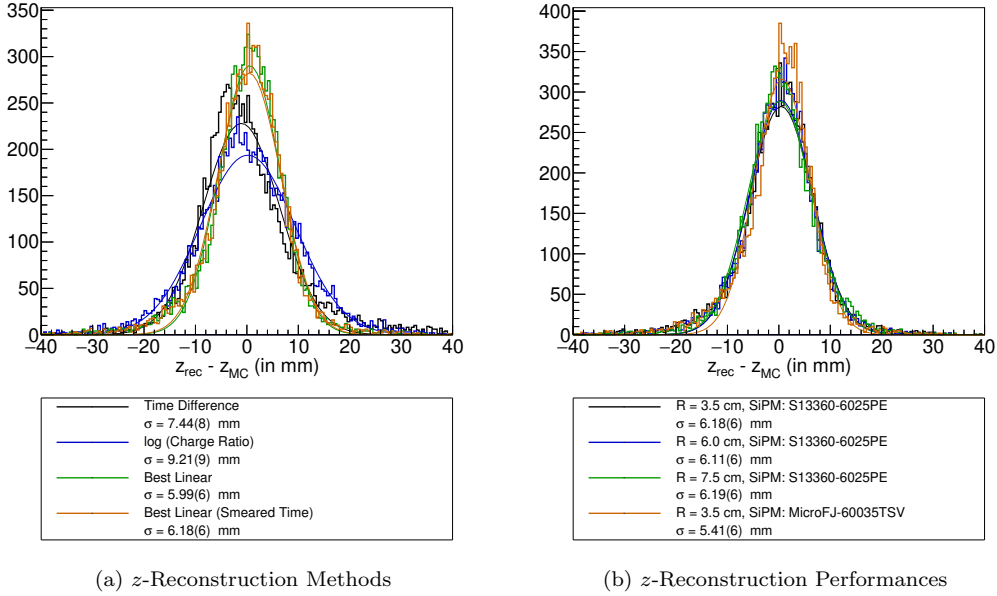 350
300
250
200
150
100
50
0
−40 −30 −20 −10 0 10 20 30 40
z_rec - z_MC (in mm)
Time Difference
σ = 7.44(8) mm
log (Charge Ratio)
σ = 9.21(9) mm
Best Linear
σ = 5.99(6) mm
Best Linear (Smeared Time)
σ = 6.18(6) mm
(a) z-Reconstruction Methods
400
350
300
250
200
150
100
50
0
−40 −30 −20 −10 0 10 20 30 40
z_rec - z_MC (in mm)
R = 3.5 cm, SiPM: S13360-6025PE
σ = 6.18(6) mm
R = 6.0 cm, SiPM: S13360-6025PE
σ = 6.11(6) mm
R = 7.5 cm, SiPM: S13360-6025PE
σ = 6.19(6) mm
R = 3.5 cm, SiPM: MicroFJ-60035TSV
σ = 5.41(6) mm
(b) z-Reconstruction Performances